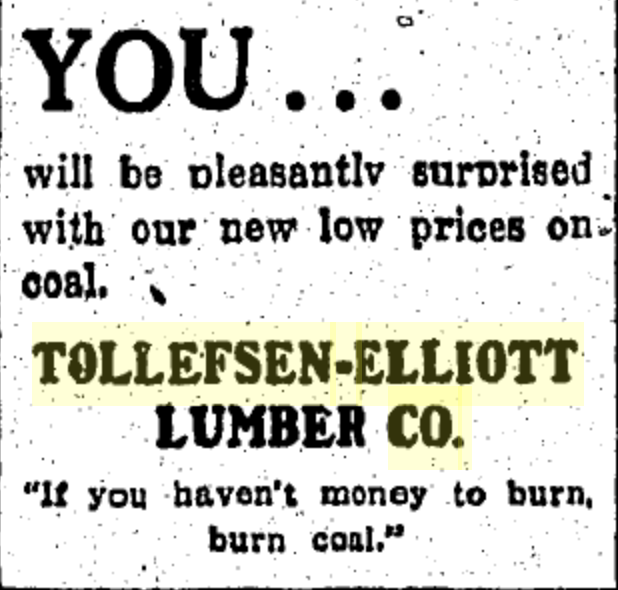 YOU...
will be pleasantly surprised
with our new low prices on
coal.
TOLLEFSEN-ELLIOTT
LUMBER CO.
"If you haven't money to burn,
burn coal."